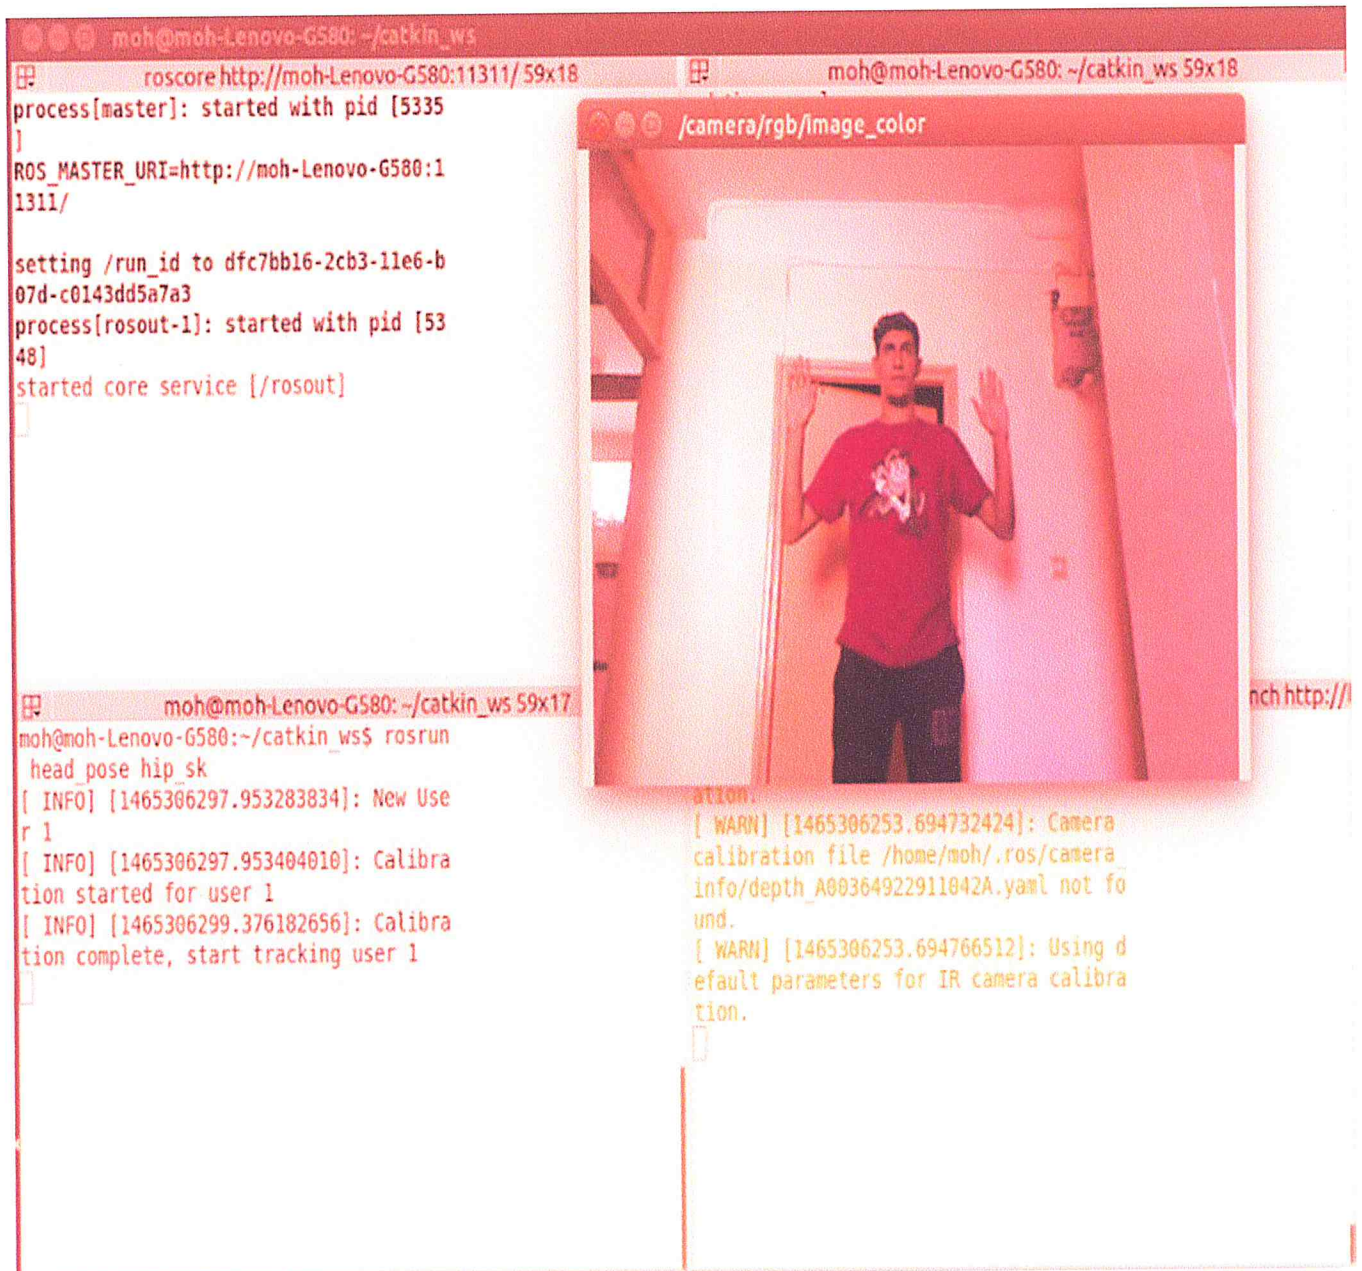 moh@moh-Lenovo-G580: ~/catkin_ws
roscore http://moh-Lenovo-G580:11311/ 59x18
process[master]: started with pid [5335
]
ROS_MASTER_URI=http://moh-Lenovo-G580:1
1311/
setting /run_id to dfc7bb16-2cb3-11e6-b
07d-c0143dd5a7a3
process[rosout-1]: started with pid [53
48]
started core service [/rosout]
moh@moh-Lenovo-G580: ~/catkin_ws 59x18
/camera/rgb/image_color
moh@moh-Lenovo-G580: ~/catkin_ws 59x17
moh@moh-Lenovo-G580:~/catkin_ws$ rosrun
head_pose hip_sk
[ INFO] [1465306297.953283834]: New Use
r 1
[ INFO] [1465306297.953404010]: Calibra
tion started for user 1
[ INFO] [1465306299.376182656]: Calibra
tion complete, start tracking user 1
nch http://
ation.
[ WARN] [1465306253.694732424]: Camera
calibration file /home/moh/.ros/camera_
info/depth_A00364922911042A.yaml not fo
und.
[ WARN] [1465306253.694766512]: Using d
efault parameters for IR camera calibra
tion.